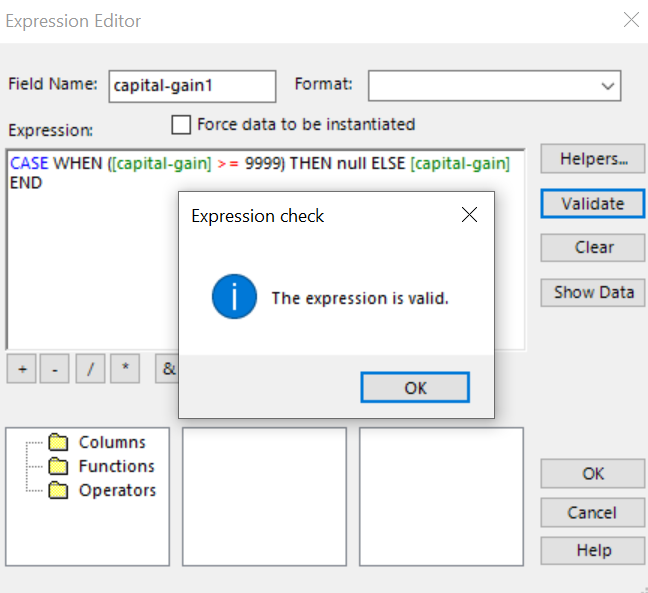 Expression Editor
Field Name: capital-gain1 Format:
Expression: Force data to be instantiated
CASE WHEN ([capital-gain] >= 9999) THEN null ELSE [capital-gain]
END
Helpers...
Validate
Clear
Show Data
Expression check
i
The expression is valid.
OK
+ - / * &
Columns
Functions
Operators
OK
Cancel
Help